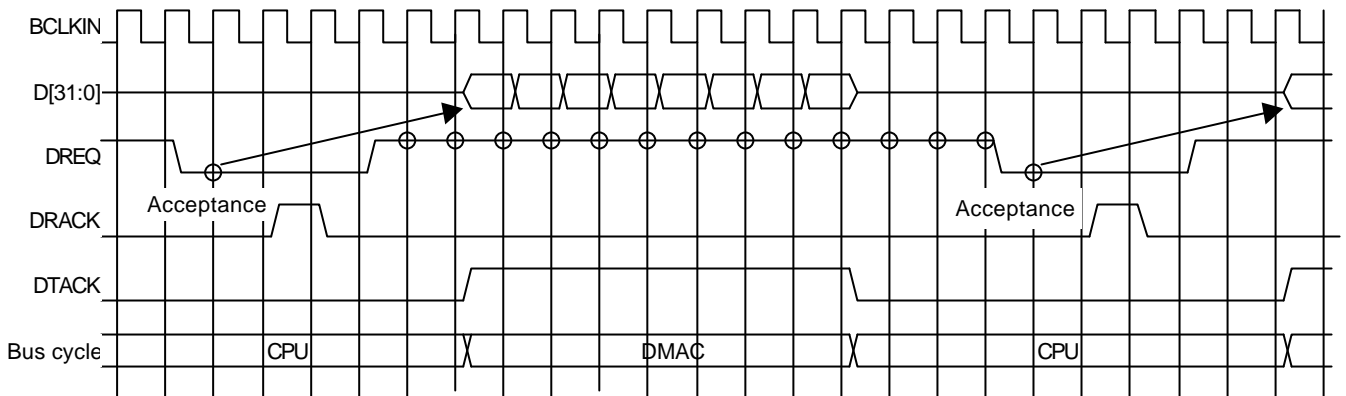 BCLKIN
D[31:0]
DREQ
Acceptance
Acceptance
DRACK
DTACK
Bus cycle CPU DMAC CPU